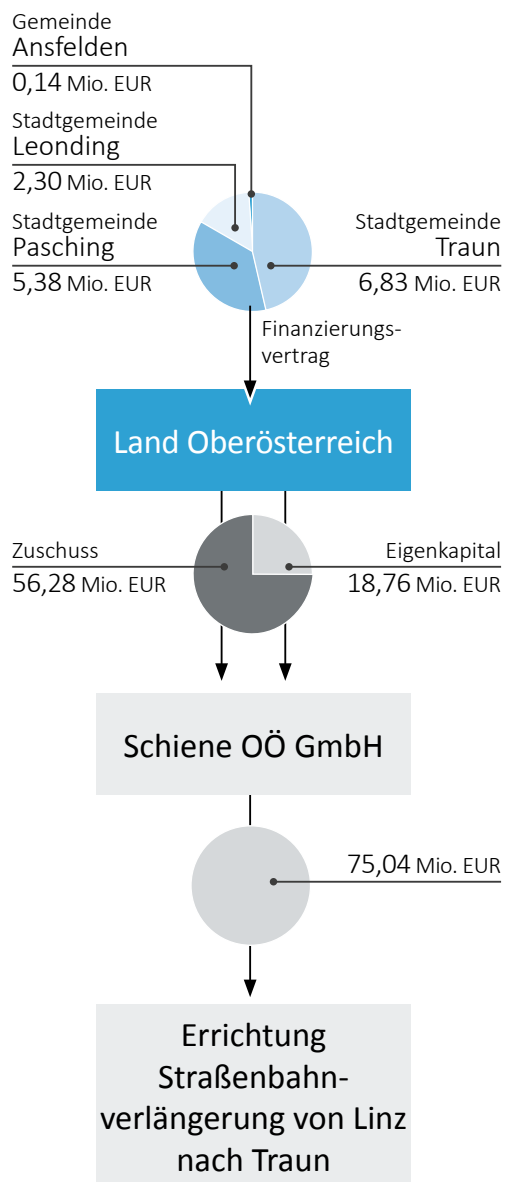 Gemeinde
Ansfelden
0,14 Mio. EUR
Stadtgemeinde
Leonding
2,30 Mio. EUR
Stadtgemeinde
Pasching
5,38 Mio. EUR
Stadtgemeinde
Traun
6,83 Mio. EUR
Finanzierungs-
vertrag
Land Oberösterreich
Zuschuss
56,28 Mio. EUR
Eigenkapital
18,76 Mio. EUR
Schiene OÖ GmbH
75,04 Mio. EUR
Errichtung
Straßenbahn-
verlängerung von Linz
nach Traun